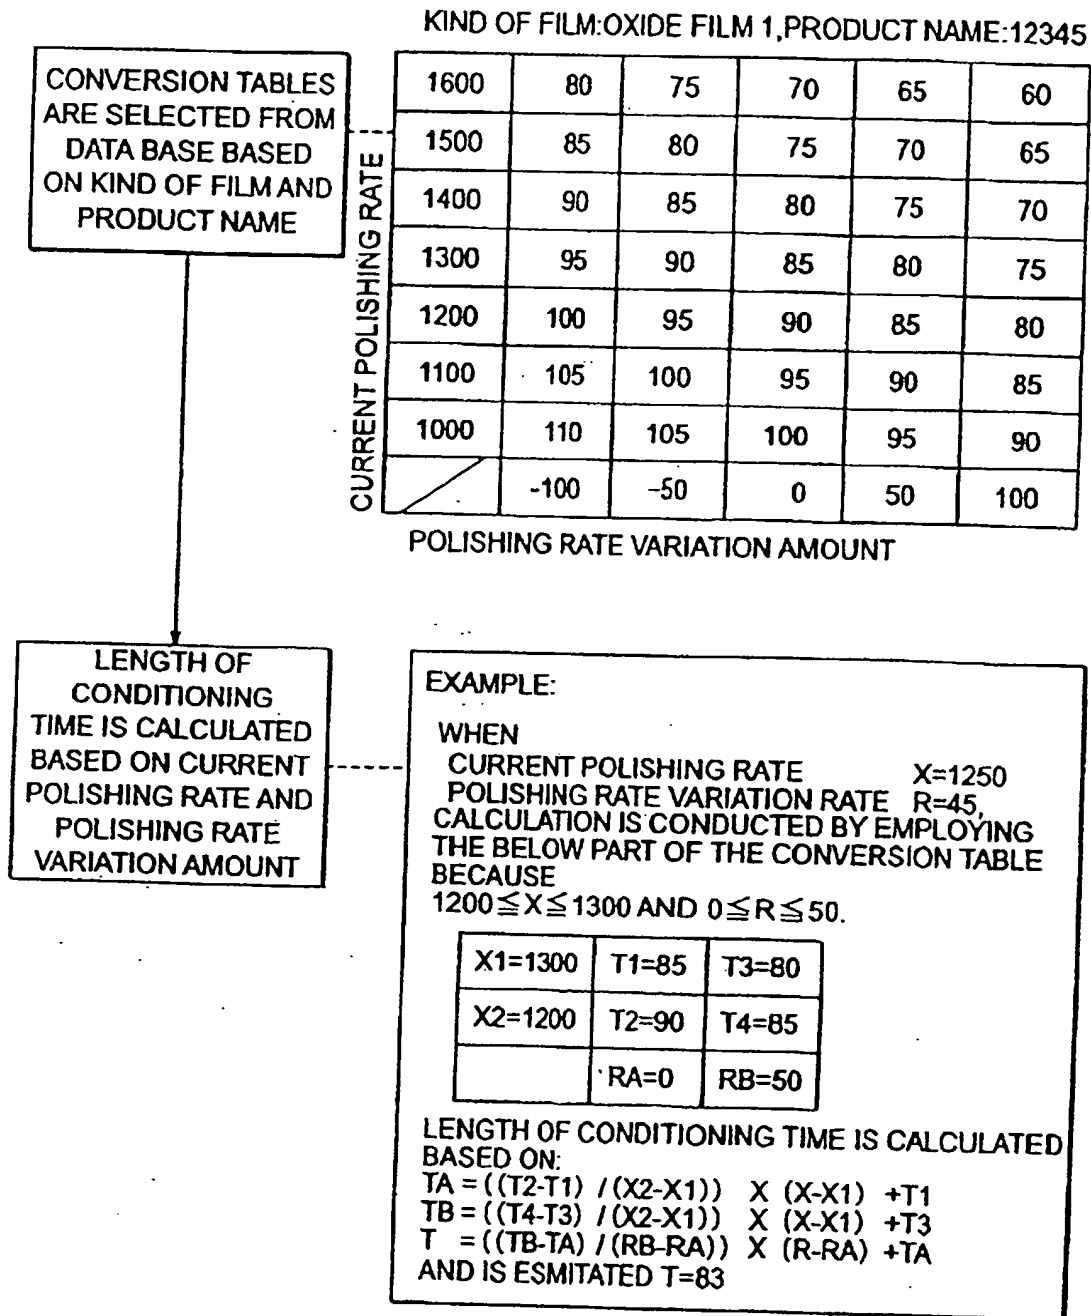 KIND OF FILM:OXIDE FILM 1,PRODUCT NAME:12345
CONVERSION TABLES
ARE SELECTED FROM
DATA BASE BASED
ON KIND OF FILM AND
PRODUCT NAME
CURRENT POLISHING RATE
1600 80 75 70 65 60
1500 85 80 75 70 65
1400 90 85 80 75 70
1300 95 90 85 80 75
1200 100 95 90 85 80
1100 105 100 95 90 85
1000 110 105 100 95 90
-100 -50 0 50 100
POLISHING RATE VARIATION AMOUNT
LENGTH OF
CONDITIONING
TIME IS CALCULATED
BASED ON CURRENT
POLISHING RATE AND
POLISHING RATE
VARIATION AMOUNT
EXAMPLE:
WHEN
CURRENT POLISHING RATE X=1250
POLISHING RATE VARIATION RATE R=45,
CALCULATION IS CONDUCTED BY EMPLOYING
THE BELOW PART OF THE CONVERSION TABLE
BECAUSE
1200≦X≦1300 AND 0≦R≦50.
X1=1300 T1=85 T3=80
X2=1200 T2=90 T4=85
RA=0 RB=50
LENGTH OF CONDITIONING TIME IS CALCULATED
BASED ON:
TA = ((T2-T1) / (X2-X1)) X (X-X1) +T1
TB = ((T4-T3) / (X2-X1)) X (X-X1) +T3
T = ((TB-TA) / (RB-RA)) X (R-RA) +TA
AND IS ESMITATED T=83